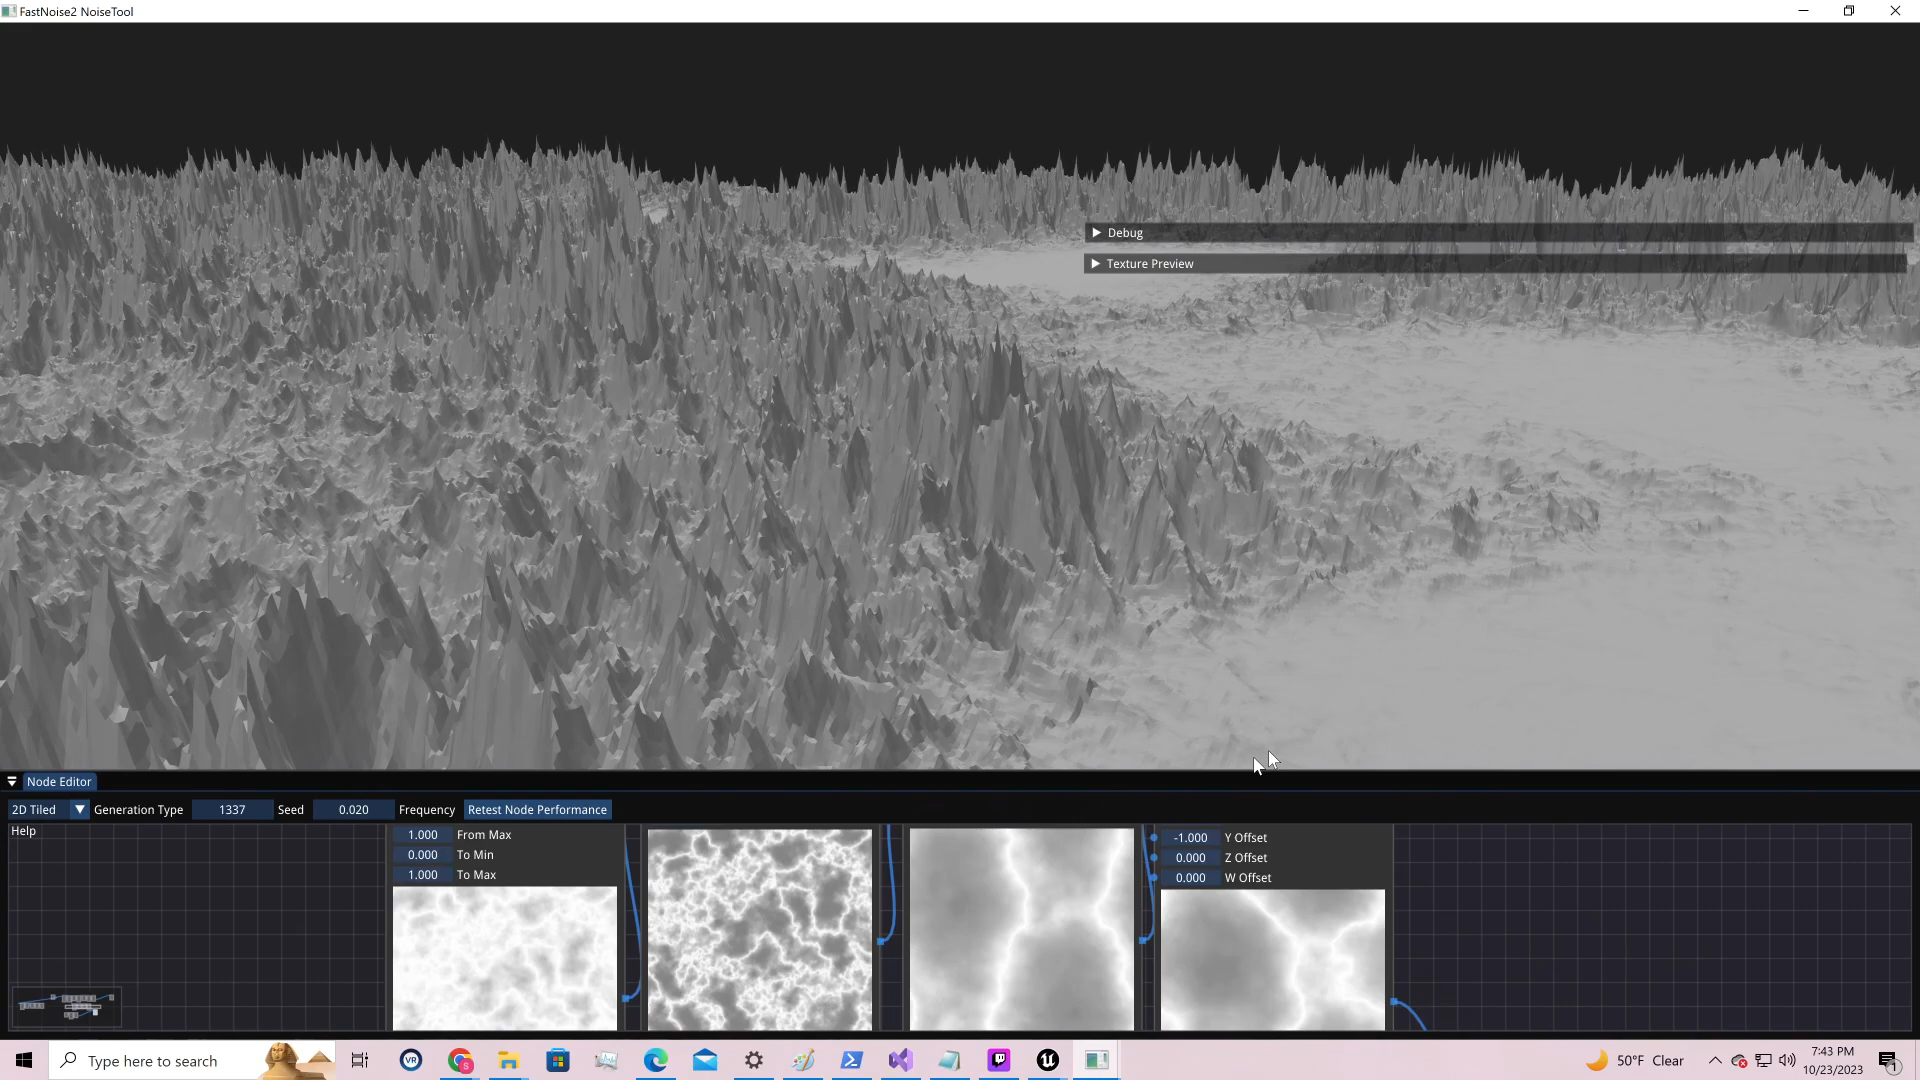 FastNoise2 NoiseTool
Debug
Texture Preview
Node Editor
2D Tiled Generation Type 1337 Seed 0.020 Frequency Retest Node Performance
Help
1.000 From Max
0.000 To Min
1.000 To Max
-1.000 Y Offset
0.000 Z Offset
0.000 W Offset
Type here to search
VR
S
50°F Clear
7:43 PM
10/23/2023
1